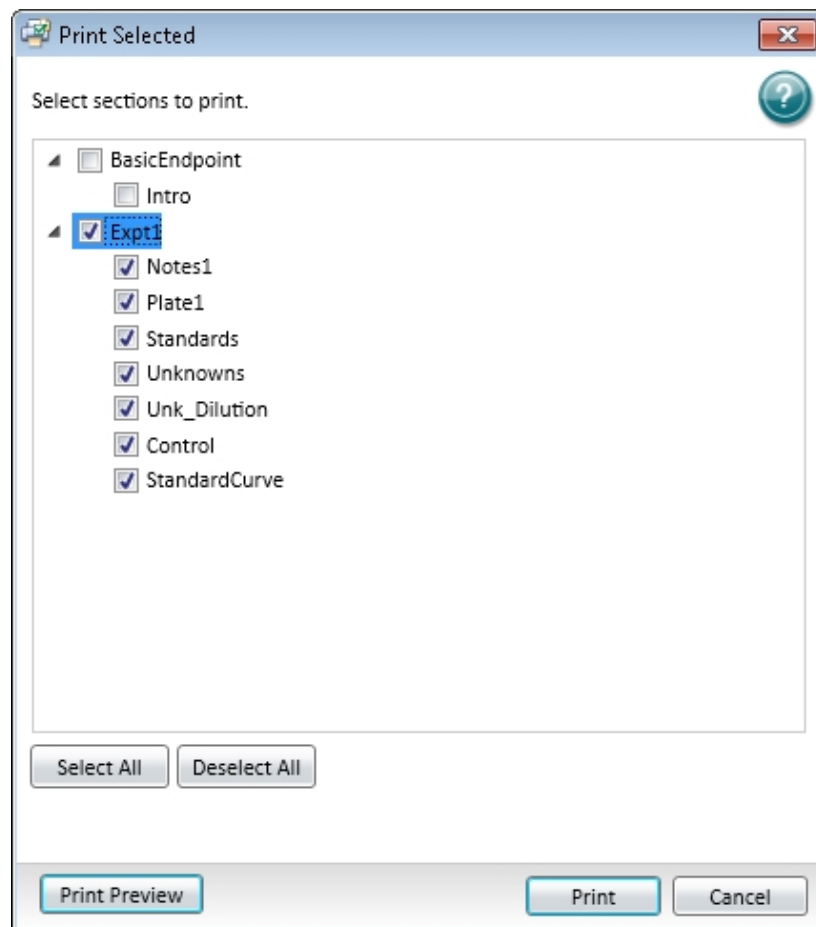 Print Selected
Select sections to print.
?
BasicEndpoint
Intro
Expt1
Notes1
Plate1
Standards
Unknowns
Unk_Dilution
Control
StandardCurve
Select All Deselect All
Print Preview Print Cancel